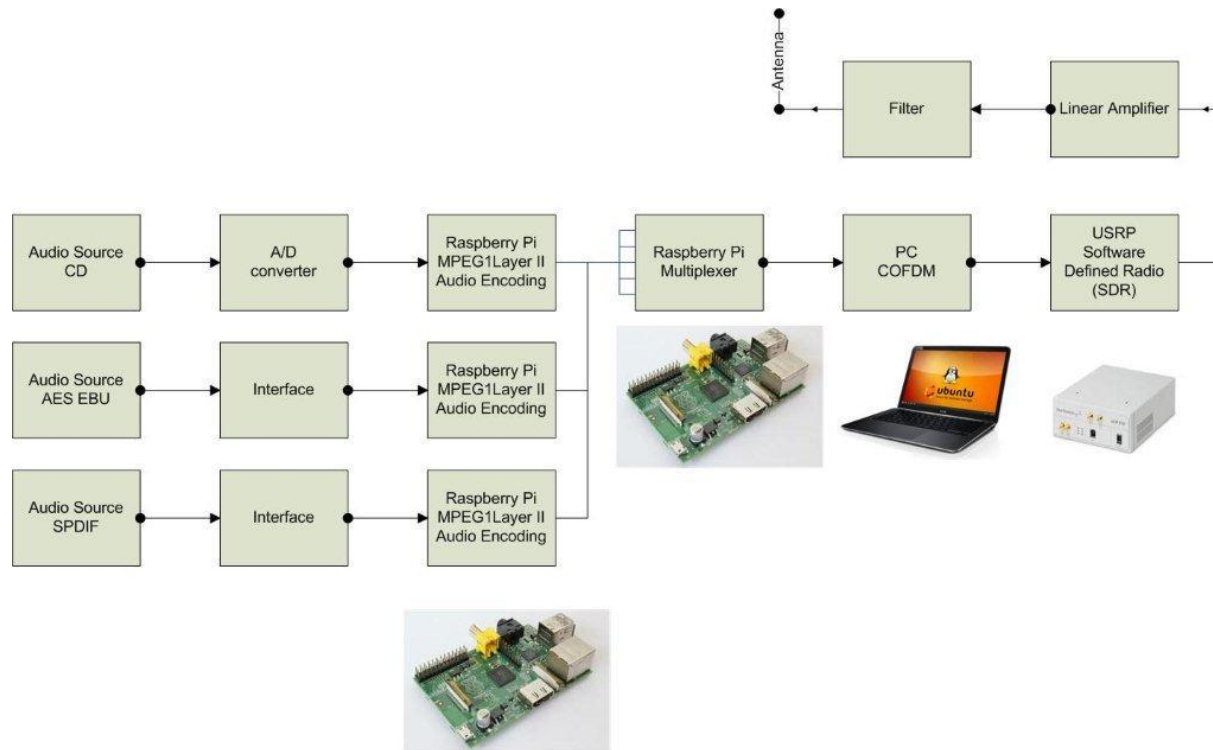 Antenna
Filter
Linear Amplifier
Audio Source
CD
A/D
converter
Raspberry Pi
MPEG1Layer II
Audio Encoding
Raspberry Pi
Multiplexer
PC
COFDM
USRP
Software
Defined Radio
(SDR)
Audio Source
AES EBU
Interface
Raspberry Pi
MPEG1Layer II
Audio Encoding
ubuntu
Audio Source
SPDIF
Interface
Raspberry Pi
MPEG1Layer II
Audio Encoding